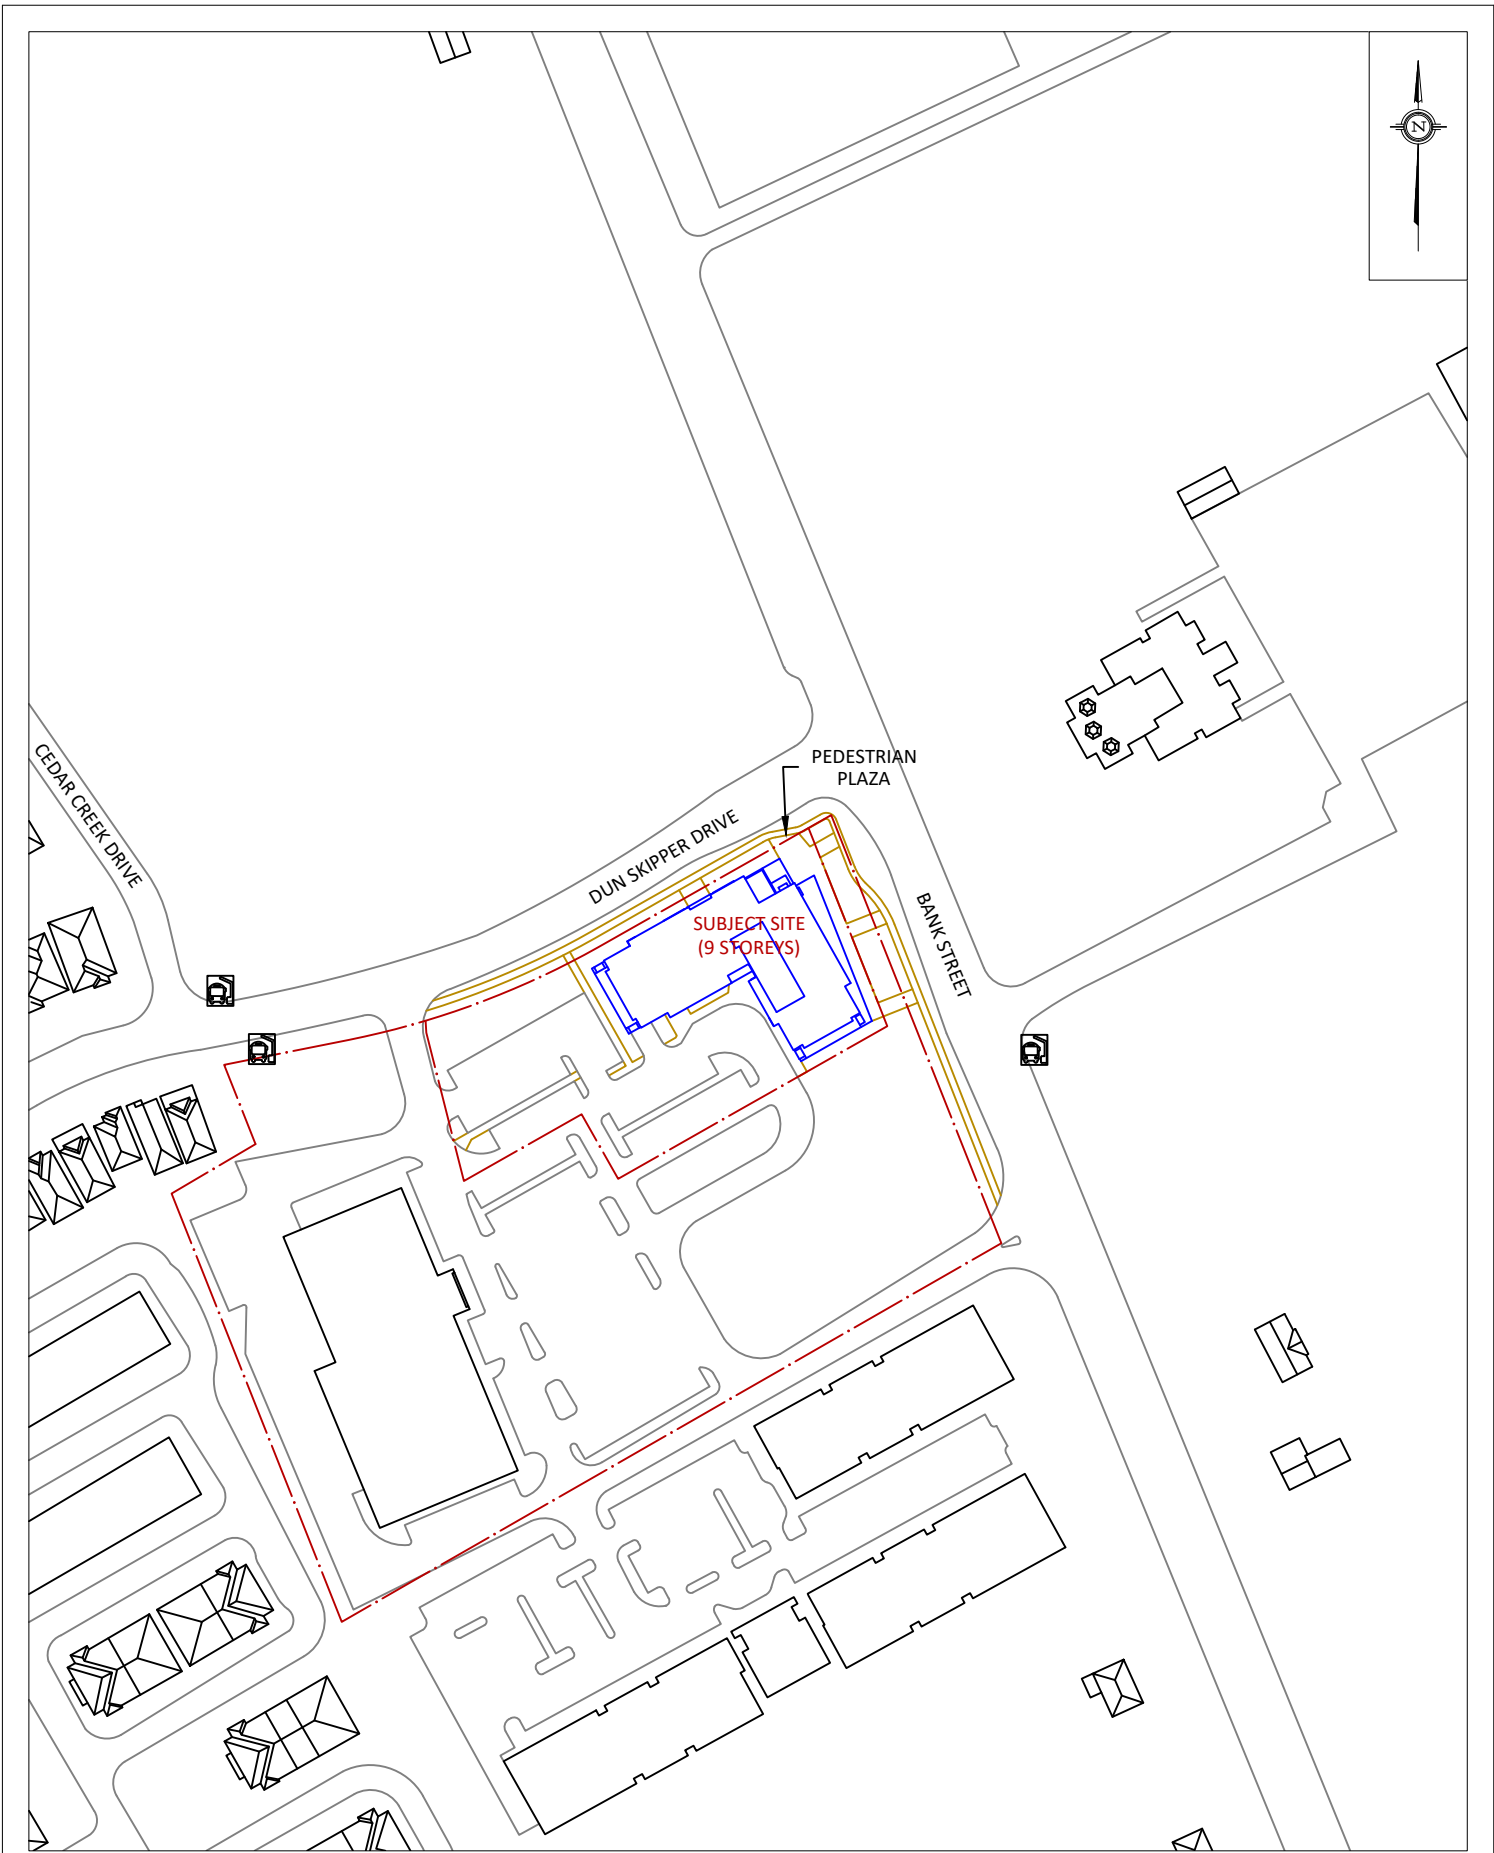 N
PEDESTRIAN
PLAZA
CEDAR CREEK DRIVE
DUN SKIPPER DRIVE
BANK STREET
SUBJECT SITE
(9 STOREYS)